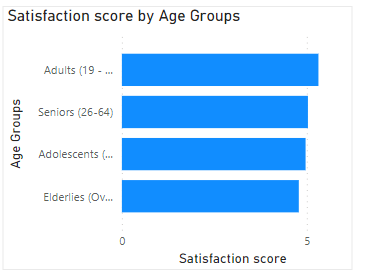 Satisfaction score by Age Groups
Adults (19 - ...
Seniors (26-64)
Adolescents (...
Elderlies (Ov...
Age Groups
0
5
Satisfaction score